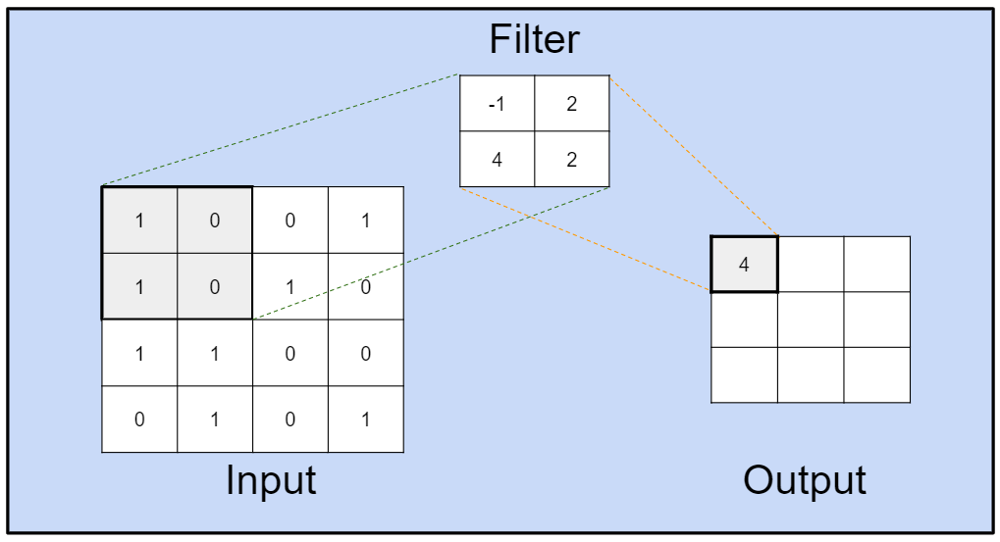 Filter
-1 2
4 2
1 0 0 1
1 0 1 0
1 1 0 0
0 1 0 1
4
Input
Output